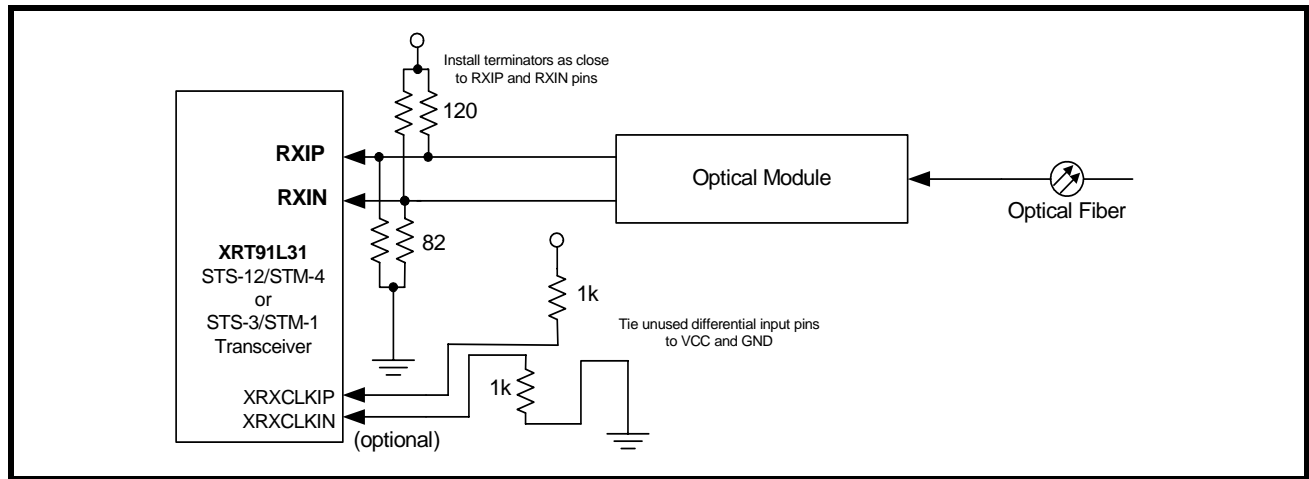 Install terminators as close
to RXIP and RXIN pins
120
RXIP
RXIN
Optical Module
Optical Fiber
82
XRT91L31
STS-12/STM-4
or
STS-3/STM-1
Transceiver
1k
Tie unused differential input pins
to VCC and GND
1k
XRXCLKIP
XRXCLKIN
(optional)